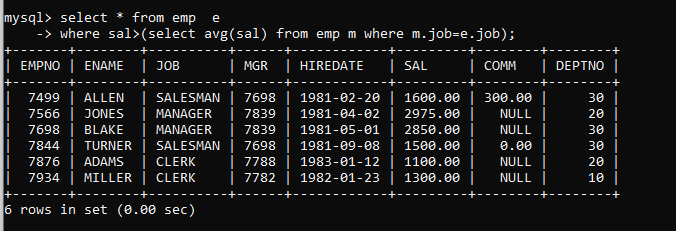 mysql> select * from emp  e
    -> where sal>(select avg(sal) from emp m where m.job=e.job);
+-------+--------+----------+------+------------+---------+--------+--------+
| EMPNO | ENAME  | JOB      | MGR  | HIREDATE   | SAL     | COMM   | DEPTNO |
+-------+--------+----------+------+------------+---------+--------+--------+
|  7499 | ALLEN  | SALESMAN | 7698 | 1981-02-20 | 1600.00 | 300.00 |     30 |
|  7566 | JONES  | MANAGER  | 7839 | 1981-04-02 | 2975.00 |   NULL |     20 |
|  7698 | BLAKE  | MANAGER  | 7839 | 1981-05-01 | 2850.00 |   NULL |     30 |
|  7844 | TURNER | SALESMAN | 7698 | 1981-09-08 | 1500.00 |   0.00 |     30 |
|  7876 | ADAMS  | CLERK    | 7788 | 1983-01-12 | 1100.00 |   NULL |     20 |
|  7934 | MILLER | CLERK    | 7782 | 1982-01-23 | 1300.00 |   NULL |     10 |
+-------+--------+----------+------+------------+---------+--------+--------+
6 rows in set (0.00 sec)